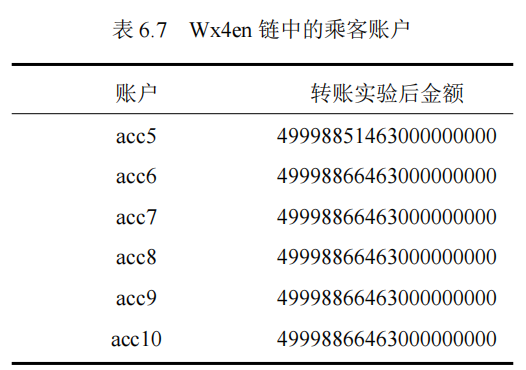 表 6.7 Wx4en 链中的乘客账户
账户 转账实验后金额
acc5 49998851463000000000
acc6 49998866463000000000
acc7 49998866463000000000
acc8 49998866463000000000
acc9 49998866463000000000
acc10 49998866463000000000